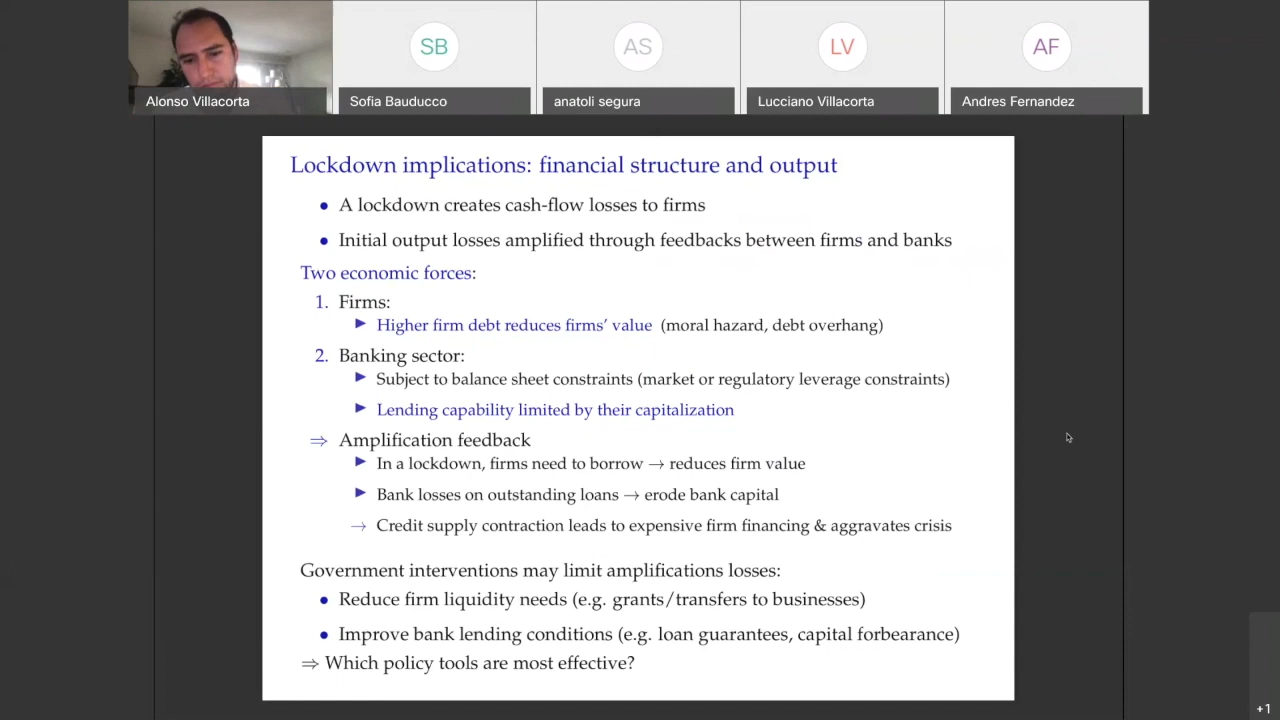 SB
AS
LV
AF
Alonso Villacorta
Sofia Bauducco
anatoli segura
Lucciano Villacorta
Andres Fernandez
Lockdown implications: financial structure and output
• A lockdown creates cash-flow losses to firms
• Initial output losses amplified through feedbacks between firms and banks
Two economic forces:
1. Firms:
▶ Higher firm debt reduces firms' value (moral hazard, debt overhang)
2. Banking sector:
▶ Subject to balance sheet constraints (market or regulatory leverage constraints)
▶ Lending capability limited by their capitalization
⇒ Amplification feedback
▶ In a lockdown, firms need to borrow → reduces firm value
▶ Bank losses on outstanding loans → erode bank capital
→ Credit supply contraction leads to expensive firm financing & aggravates crisis
Government interventions may limit amplifications losses:
• Reduce firm liquidity needs (e.g. grants/transfers to businesses)
• Improve bank lending conditions (e.g. loan guarantees, capital forbearance)
⇒ Which policy tools are most effective?
+1